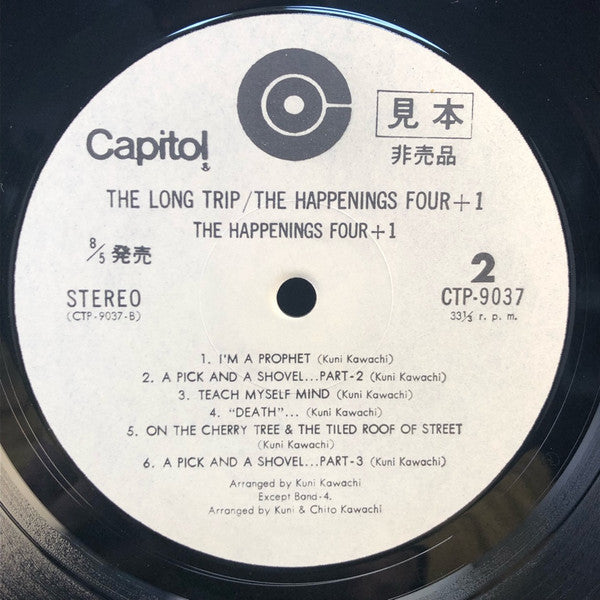 Capitol
見本
非売品
THE LONG TRIP/THE HAPPENINGS FOUR+1
THE HAPPENINGS FOUR+1
8/5 発売
2
STEREO
CTP-9037
(CTP-9037-B)
33⅓ r. p. m.
1. I'M A PROPHET (Kuni Kawachi)
2. A PICK AND A SHOVEL...PART-2 (Kuni Kawachi)
3. TEACH MYSELF MIND (Kuni Kawachi)
4. "DEATH"... (Kuni Kawachi)
5. ON THE CHERRY TREE & THE TILED ROOF OF STREET
(Kuni Kawachi)
6. A PICK AND A SHOVEL...PART-3 (Kuni Kawachi)
Arranged by Kuni Kawachi
Except Band-4.
Arranged by Kuni & Chito Kawachi